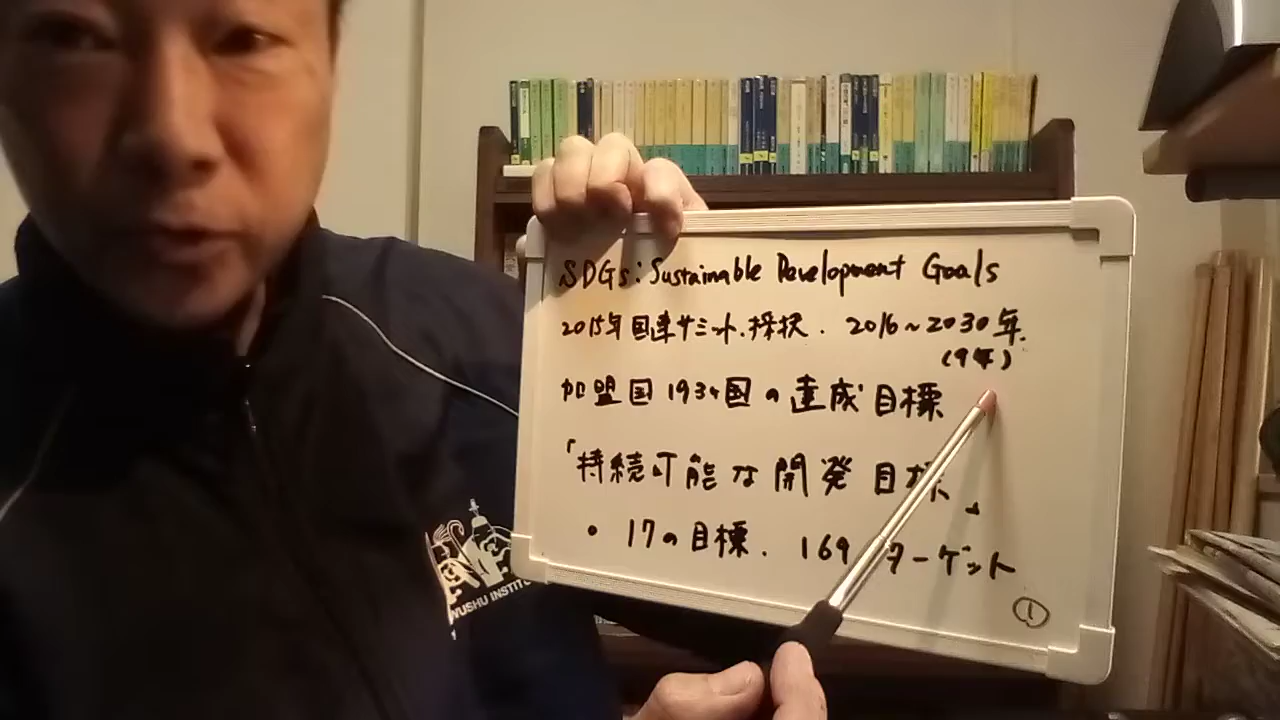 SDGs:Sustainable Development Goals
2015年国連サミット.採択. 2016~2030年.
(9年)
加盟国193ヶ国の達成目標
「持続可能な開発目標」
• 17の目標. 169 ターゲット
①
WUSHU INSTITU